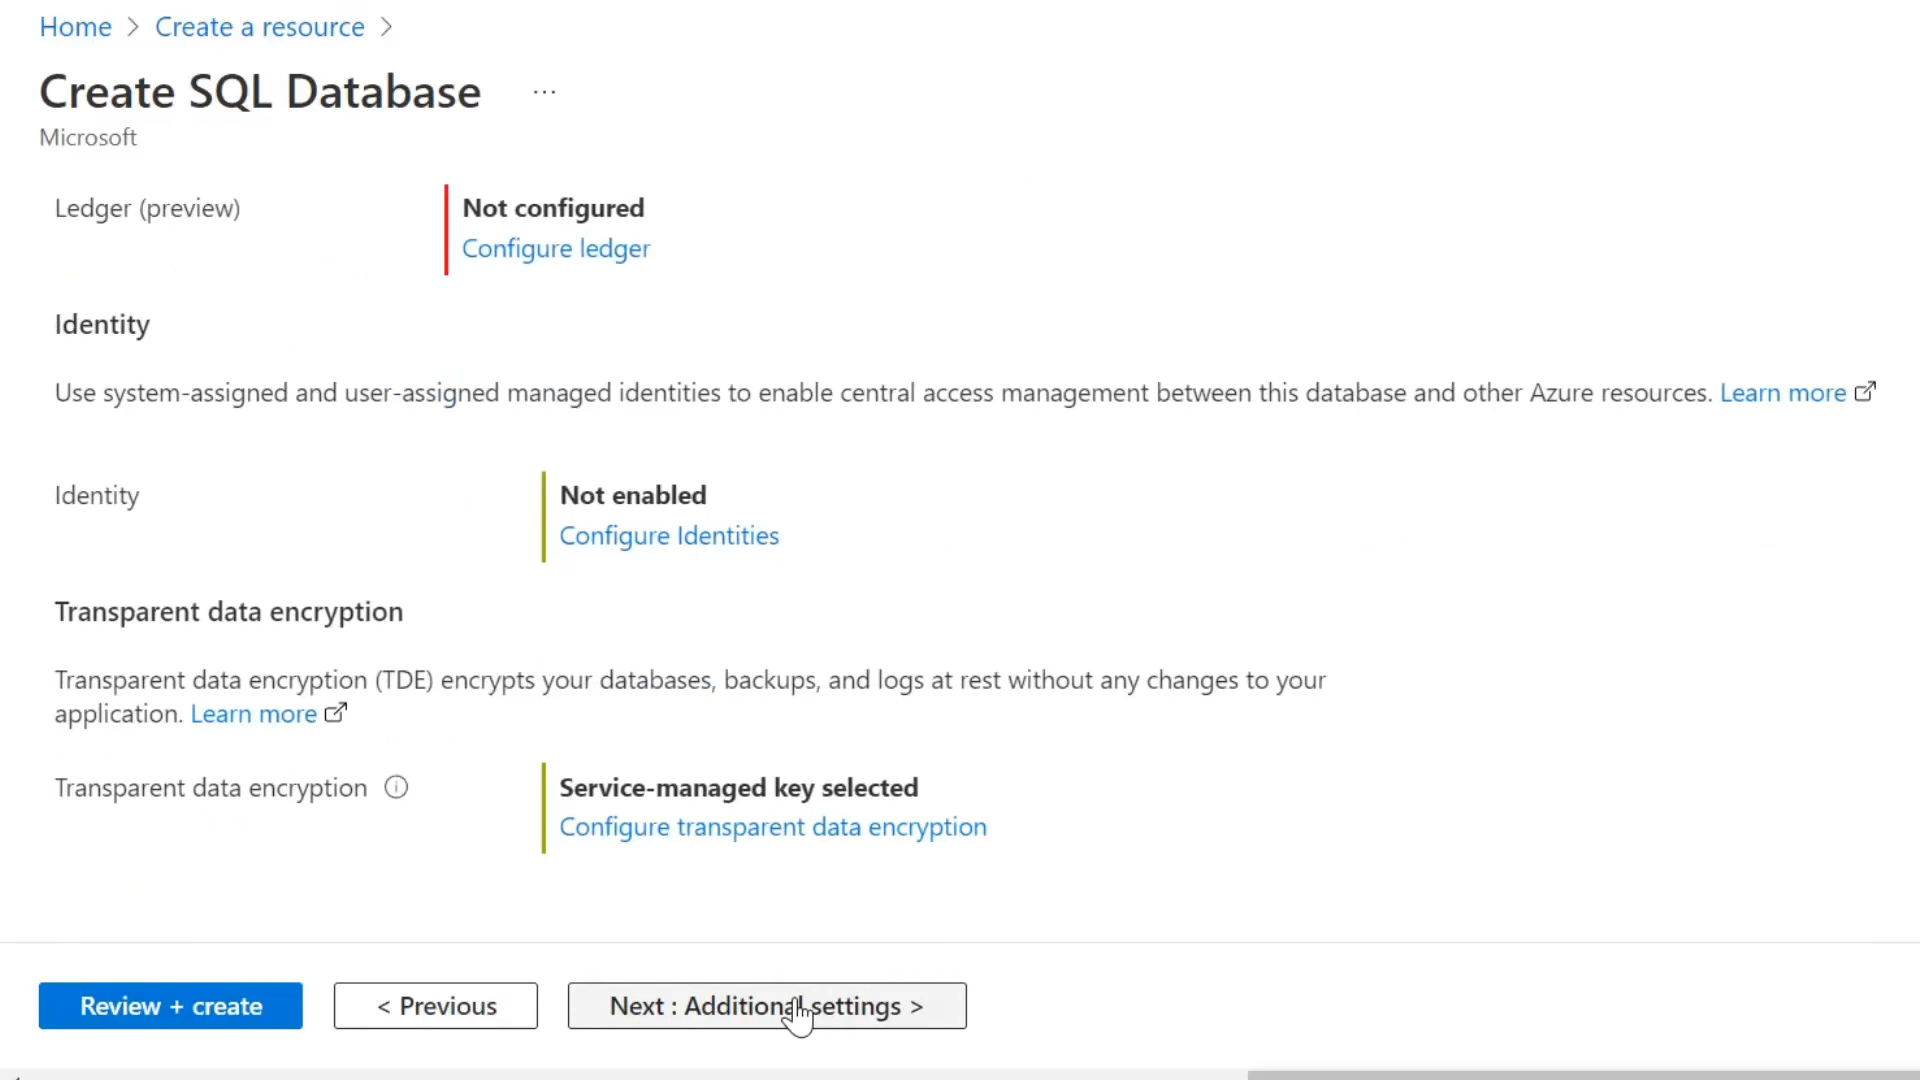 Home > Create a resource >
Create SQL Database ...
Microsoft
Ledger (preview)
Not configured
Configure ledger
Identity
Use system-assigned and user-assigned managed identities to enable central access management between this database and other Azure resources. Learn more
Identity
Not enabled
Configure Identities
Transparent data encryption
Transparent data encryption (TDE) encrypts your databases, backups, and logs at rest without any changes to your
application. Learn more
Transparent data encryption
Service-managed key selected
Configure transparent data encryption
Review + create
< Previous
Next : Additional settings >